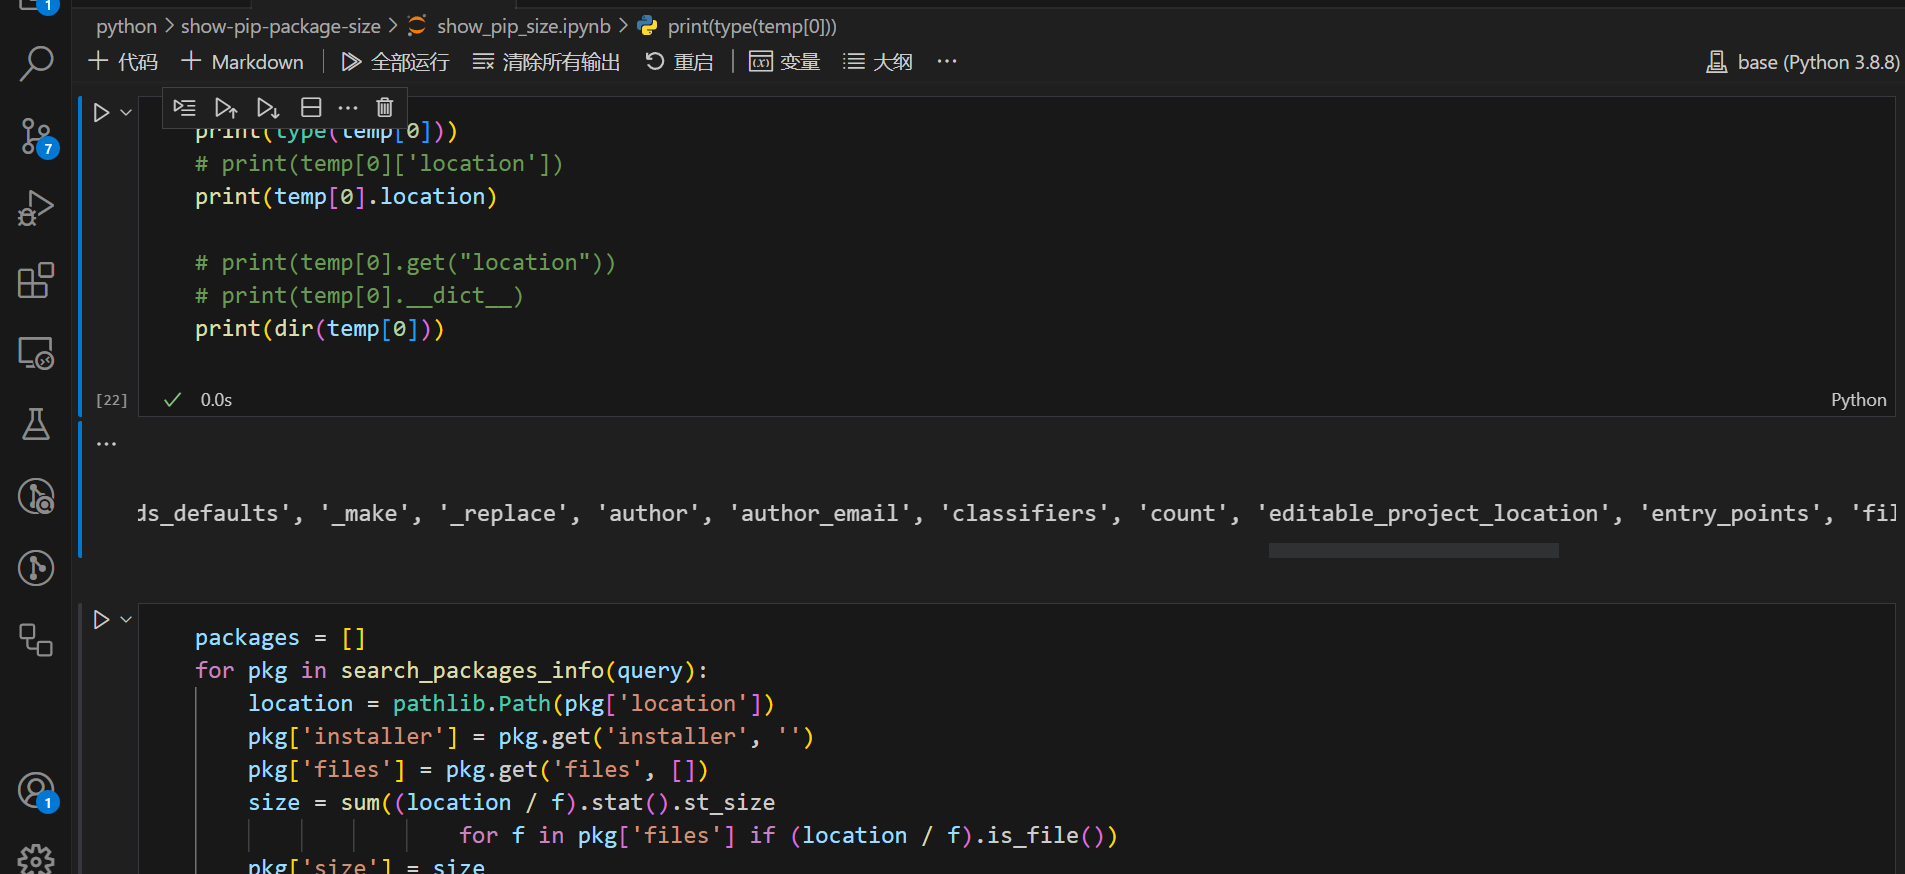 1
python > show-pip-package-size > show_pip_size.ipynb > print(type(temp[0]))
+ 代码 + Markdown | 全部运行 清除所有输出 重启 | 变量 大纲 ···
base (Python 3.8.8)
7
print(type(temp[0]))
# print(temp[0]['location'])
print(temp[0].location)
# print(temp[0].get("location"))
# print(temp[0].__dict__)
print(dir(temp[0]))
[22] 0.0s Python
···
ds_defaults', '_make', '_replace', 'author', 'author_email', 'classifiers', 'count', 'editable_project_location', 'entry_points', 'fil
packages = []
for pkg in search_packages_info(query):
location = pathlib.Path(pkg['location'])
pkg['installer'] = pkg.get('installer', '')
pkg['files'] = pkg.get('files', [])
size = sum((location / f).stat().st_size
for f in pkg['files'] if (location / f).is_file())
pkg['size'] = size
1